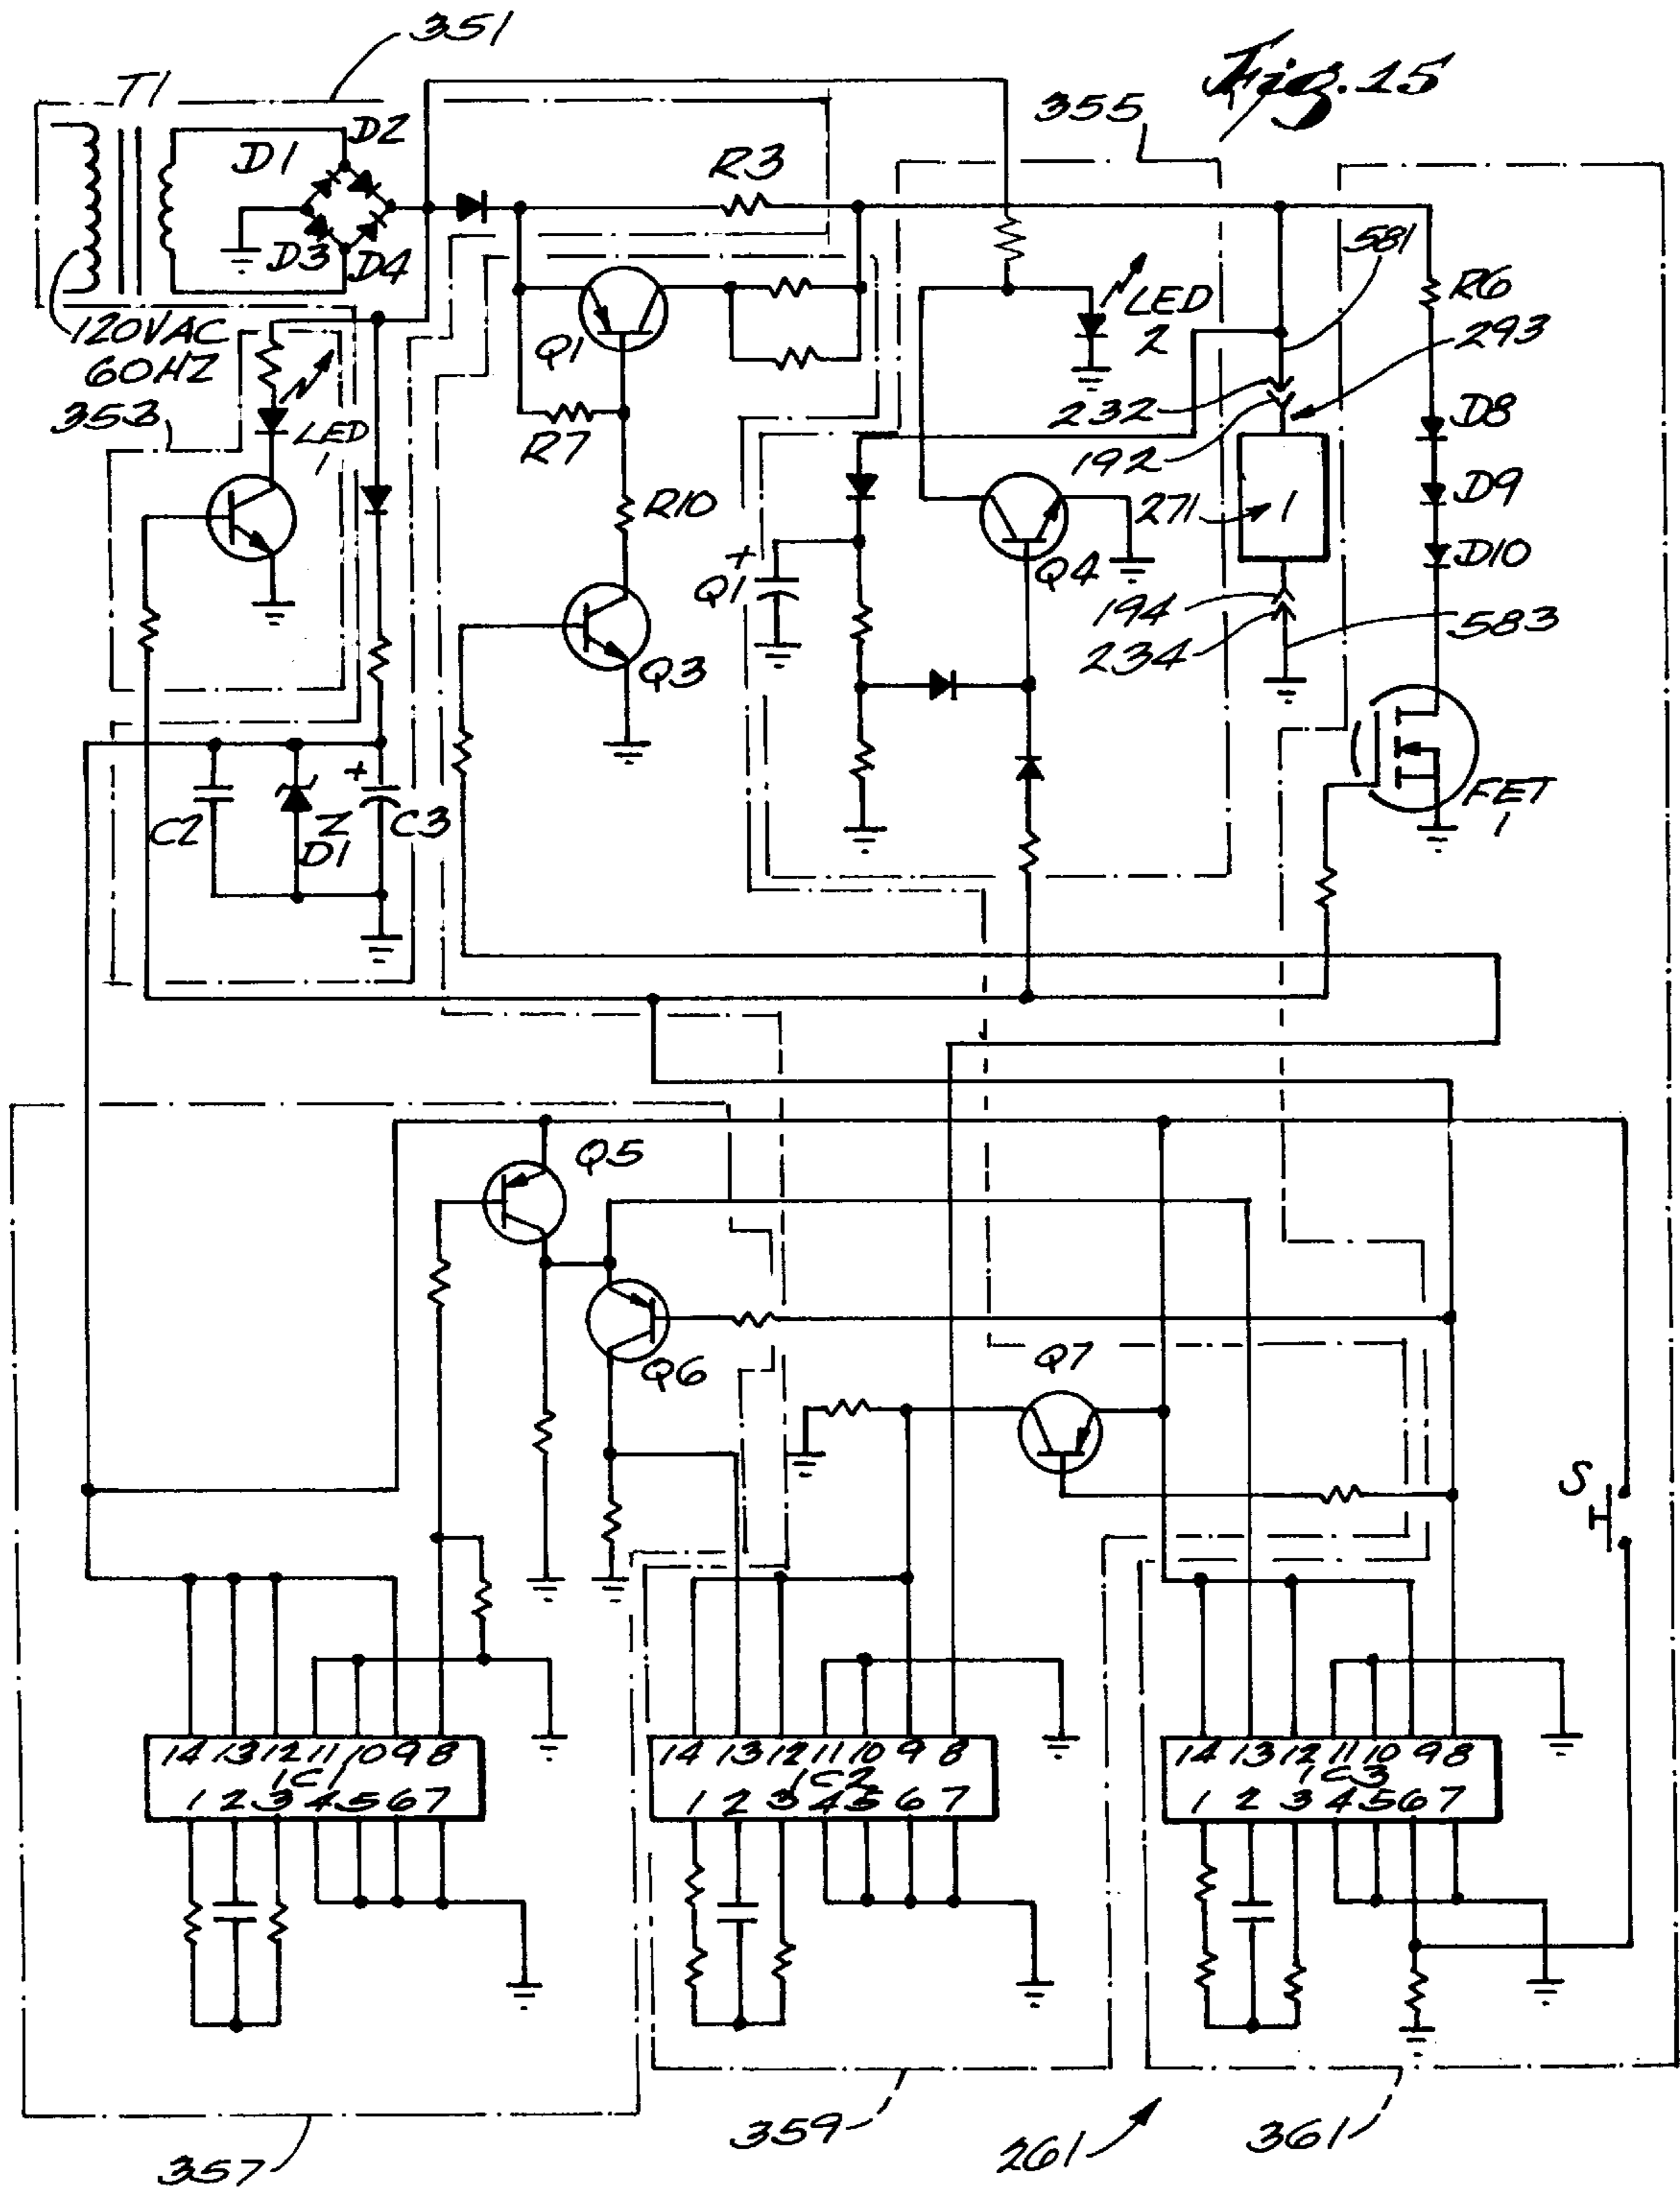 351
T1
Fig. 15
355
D2
D1
R3
D3
D4
581
R6
120VAC
60HZ
LED
2
293
Q1
232
353
LED
1
R7
192
D8
R10
271
1
D9
+
Q1
Q4
D10
194
583
Q3
234
+
C2
Z
D1
C3
FET
1
Q5
Q6
Q7
S
14 13 12 11 10 9 8
IC1
1 2 3 4 5 6 7
14 13 12 11 10 9 8
IC2
1 2 3 4 5 6 7
14 13 12 11 10 9 8
IC3
1 2 3 4 5 6 7
357
359
261
361